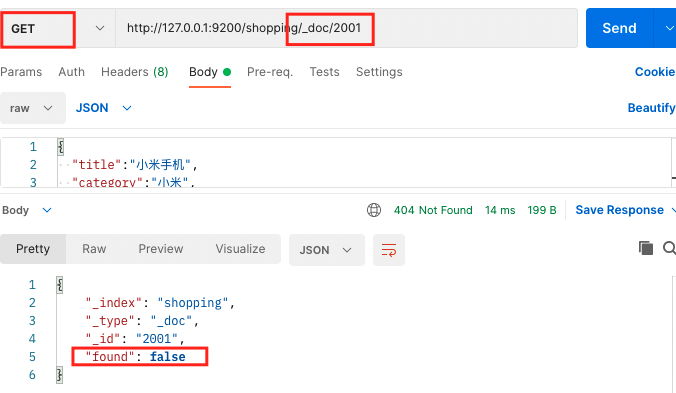 GET http://127.0.0.1:9200/shopping/_doc/2001 Send
Params Auth Headers (8) Body Pre-req. Tests Settings Cookie
raw JSON Beautify
1 {
2 "title":"小米手机",
3 "category":"小米",
Body 404 Not Found 14 ms 199 B Save Response
Pretty Raw Preview Visualize JSON
1 {
2 "_index": "shopping",
3 "_type": "_doc",
4 "_id": "2001",
5 "found": false
6 }